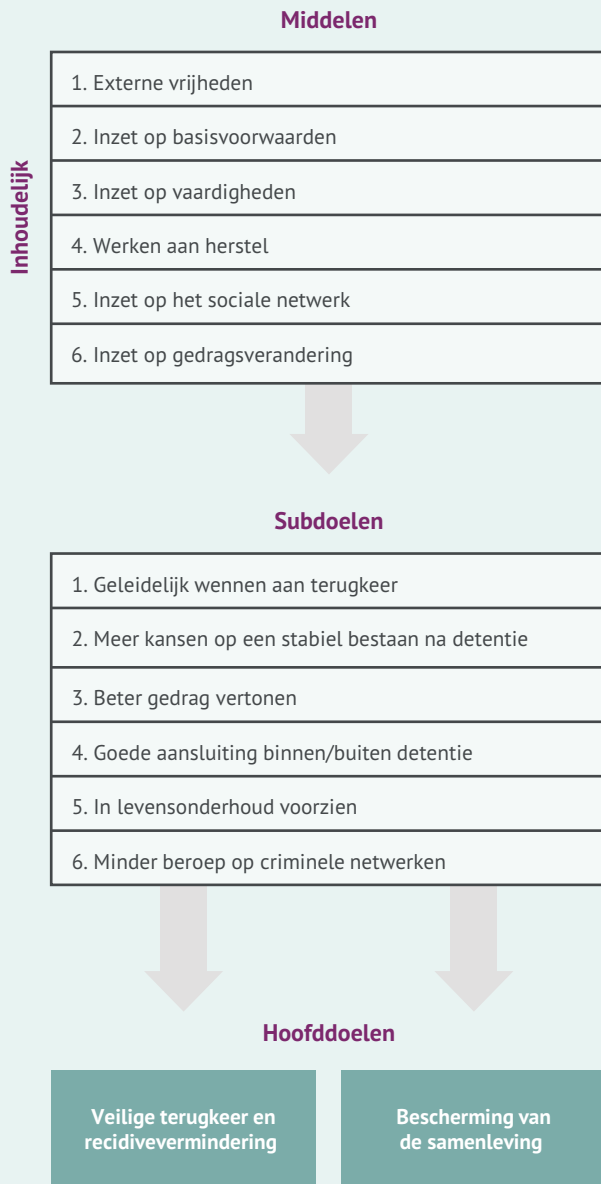 Middelen
Inhoudelijk
1. Externe vrijheden
2. Inzet op basisvoorwaarden
3. Inzet op vaardigheden
4. Werken aan herstel
5. Inzet op het sociale netwerk
6. Inzet op gedragsverandering
Subdoelen
1. Geleidelijk wennen aan terugkeer
2. Meer kansen op een stabiel bestaan na detentie
3. Beter gedrag vertonen
4. Goede aansluiting binnen/buiten detentie
5. In levensonderhoud voorzien
6. Minder beroep op criminele netwerken
Hoofddoelen
Veilige terugkeer en
recidivevermindering
Bescherming van
de samenleving